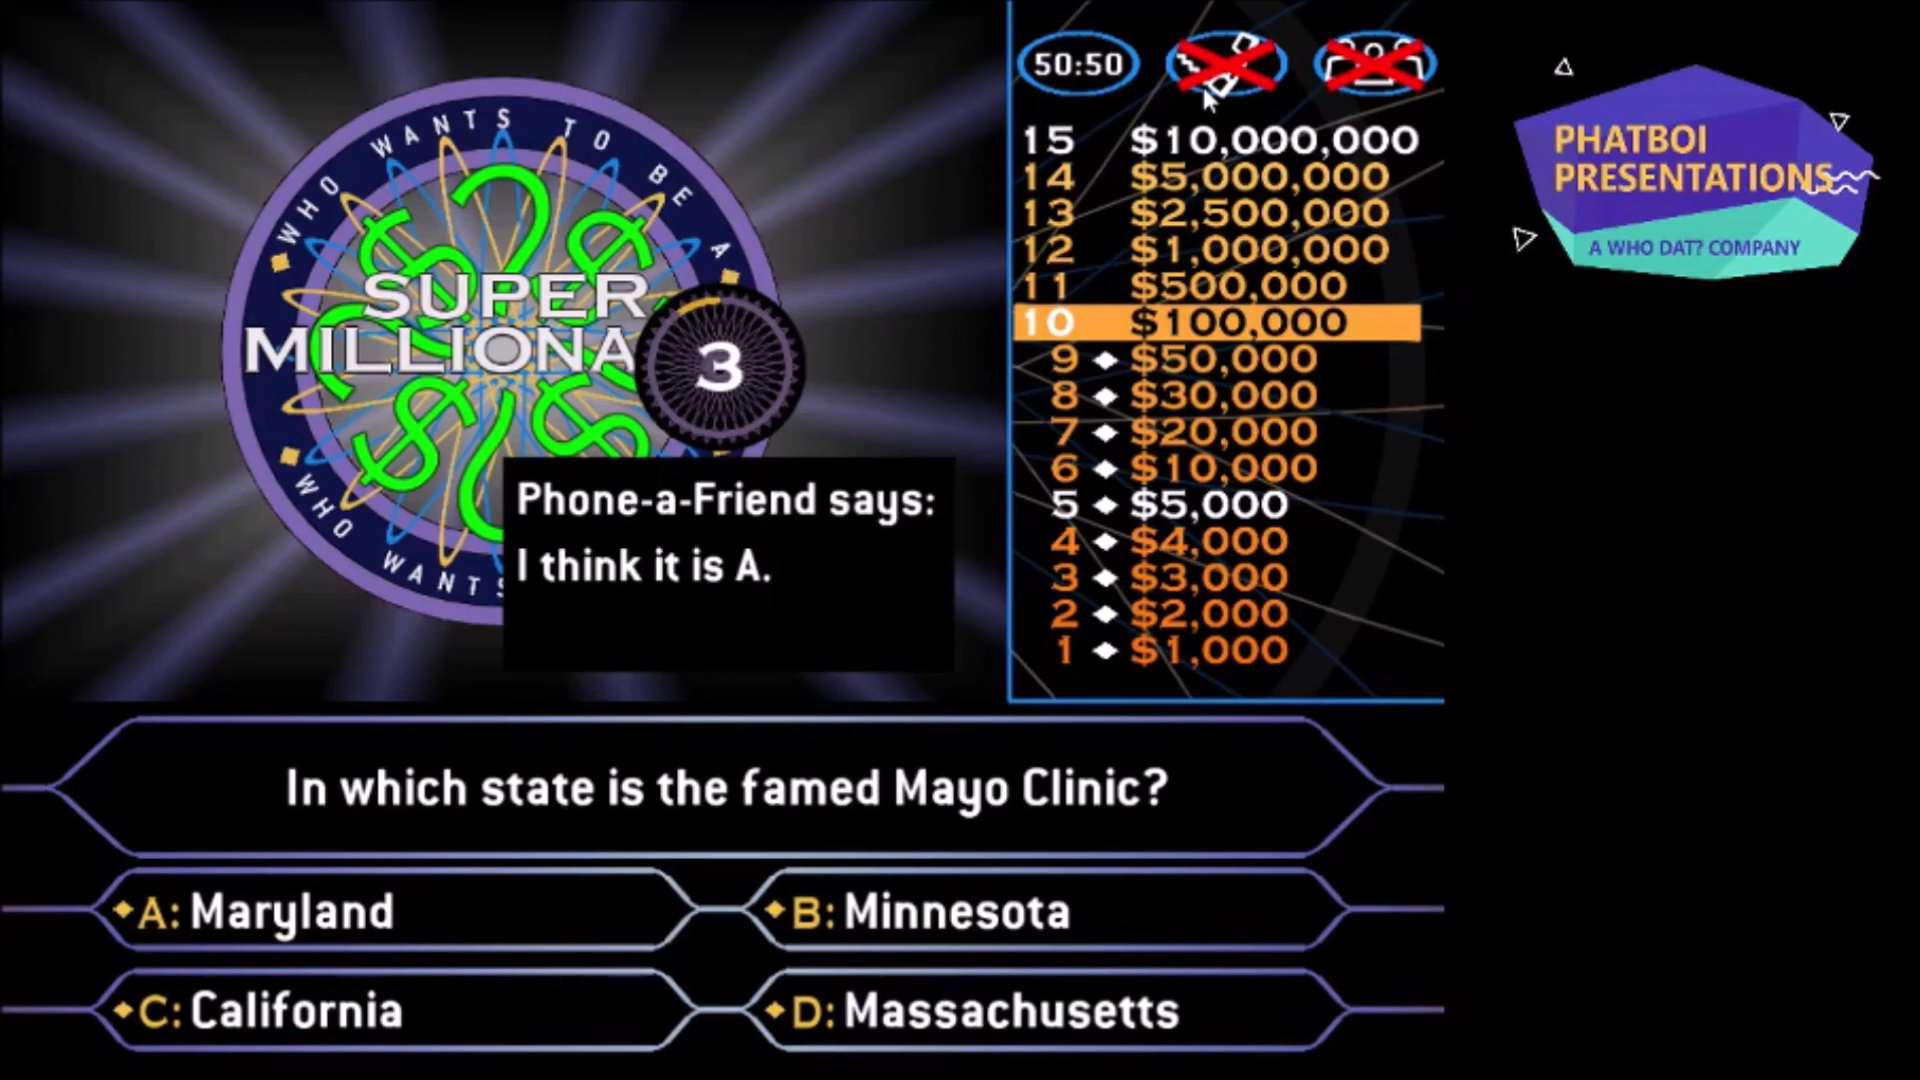 WHO WANTS TO BE A
WHO WANTS
SUPER
MILLIONA
3
Phone-a-Friend says:
I think it is A.
50:50
15 $10,000,000
14 $5,000,000
13 $2,500,000
12 $1,000,000
11 $500,000
10 $100,000
9 $50,000
8 $30,000
7 $20,000
6 $10,000
5 $5,000
4 $4,000
3 $3,000
2 $2,000
1 $1,000
PHATBOI
PRESENTATIONS
A WHO DAT? COMPANY
In which state is the famed Mayo Clinic?
A: Maryland
B: Minnesota
C: California
D: Massachusetts